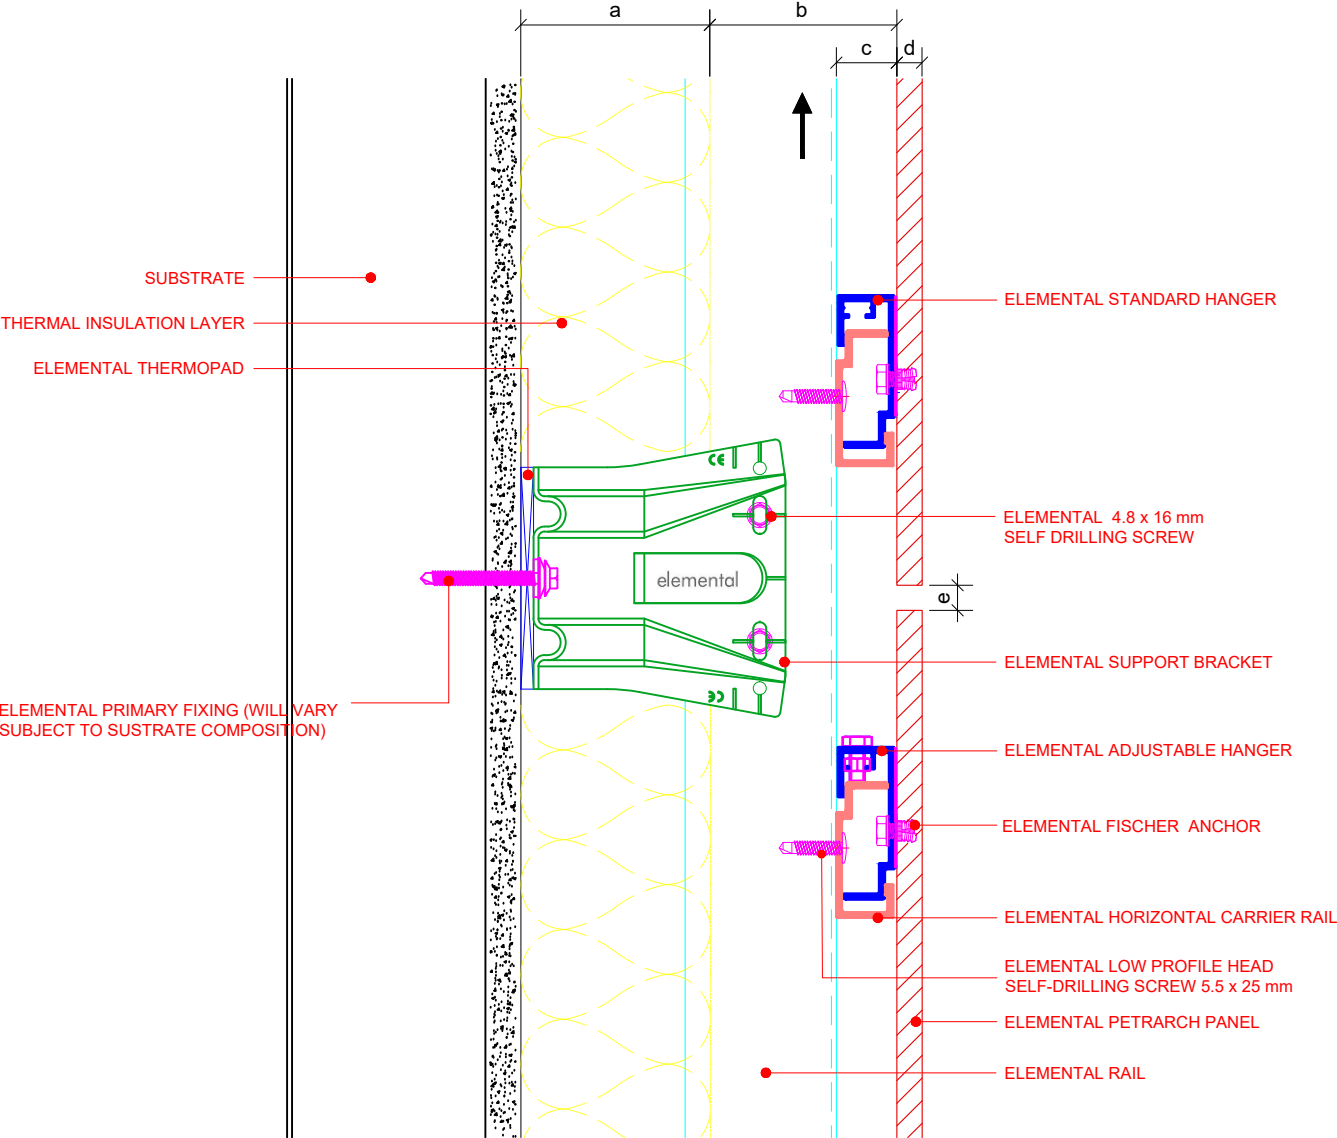 a
b
c
d
SUBSTRATE
THERMAL INSULATION LAYER
ELEMENTAL THERMOPAD
ELEMENTAL PRIMARY FIXING (WILL VARY
SUBJECT TO SUSTRATE COMPOSITION)
CE
elemental
CE
e
ELEMENTAL STANDARD HANGER
ELEMENTAL 4.8 x 16 mm
SELF DRILLING SCREW
ELEMENTAL SUPPORT BRACKET
ELEMENTAL ADJUSTABLE HANGER
ELEMENTAL FISCHER ANCHOR
ELEMENTAL HORIZONTAL CARRIER RAIL
ELEMENTAL LOW PROFILE HEAD
SELF-DRILLING SCREW 5.5 x 25 mm
ELEMENTAL PETRARCH PANEL
ELEMENTAL RAIL